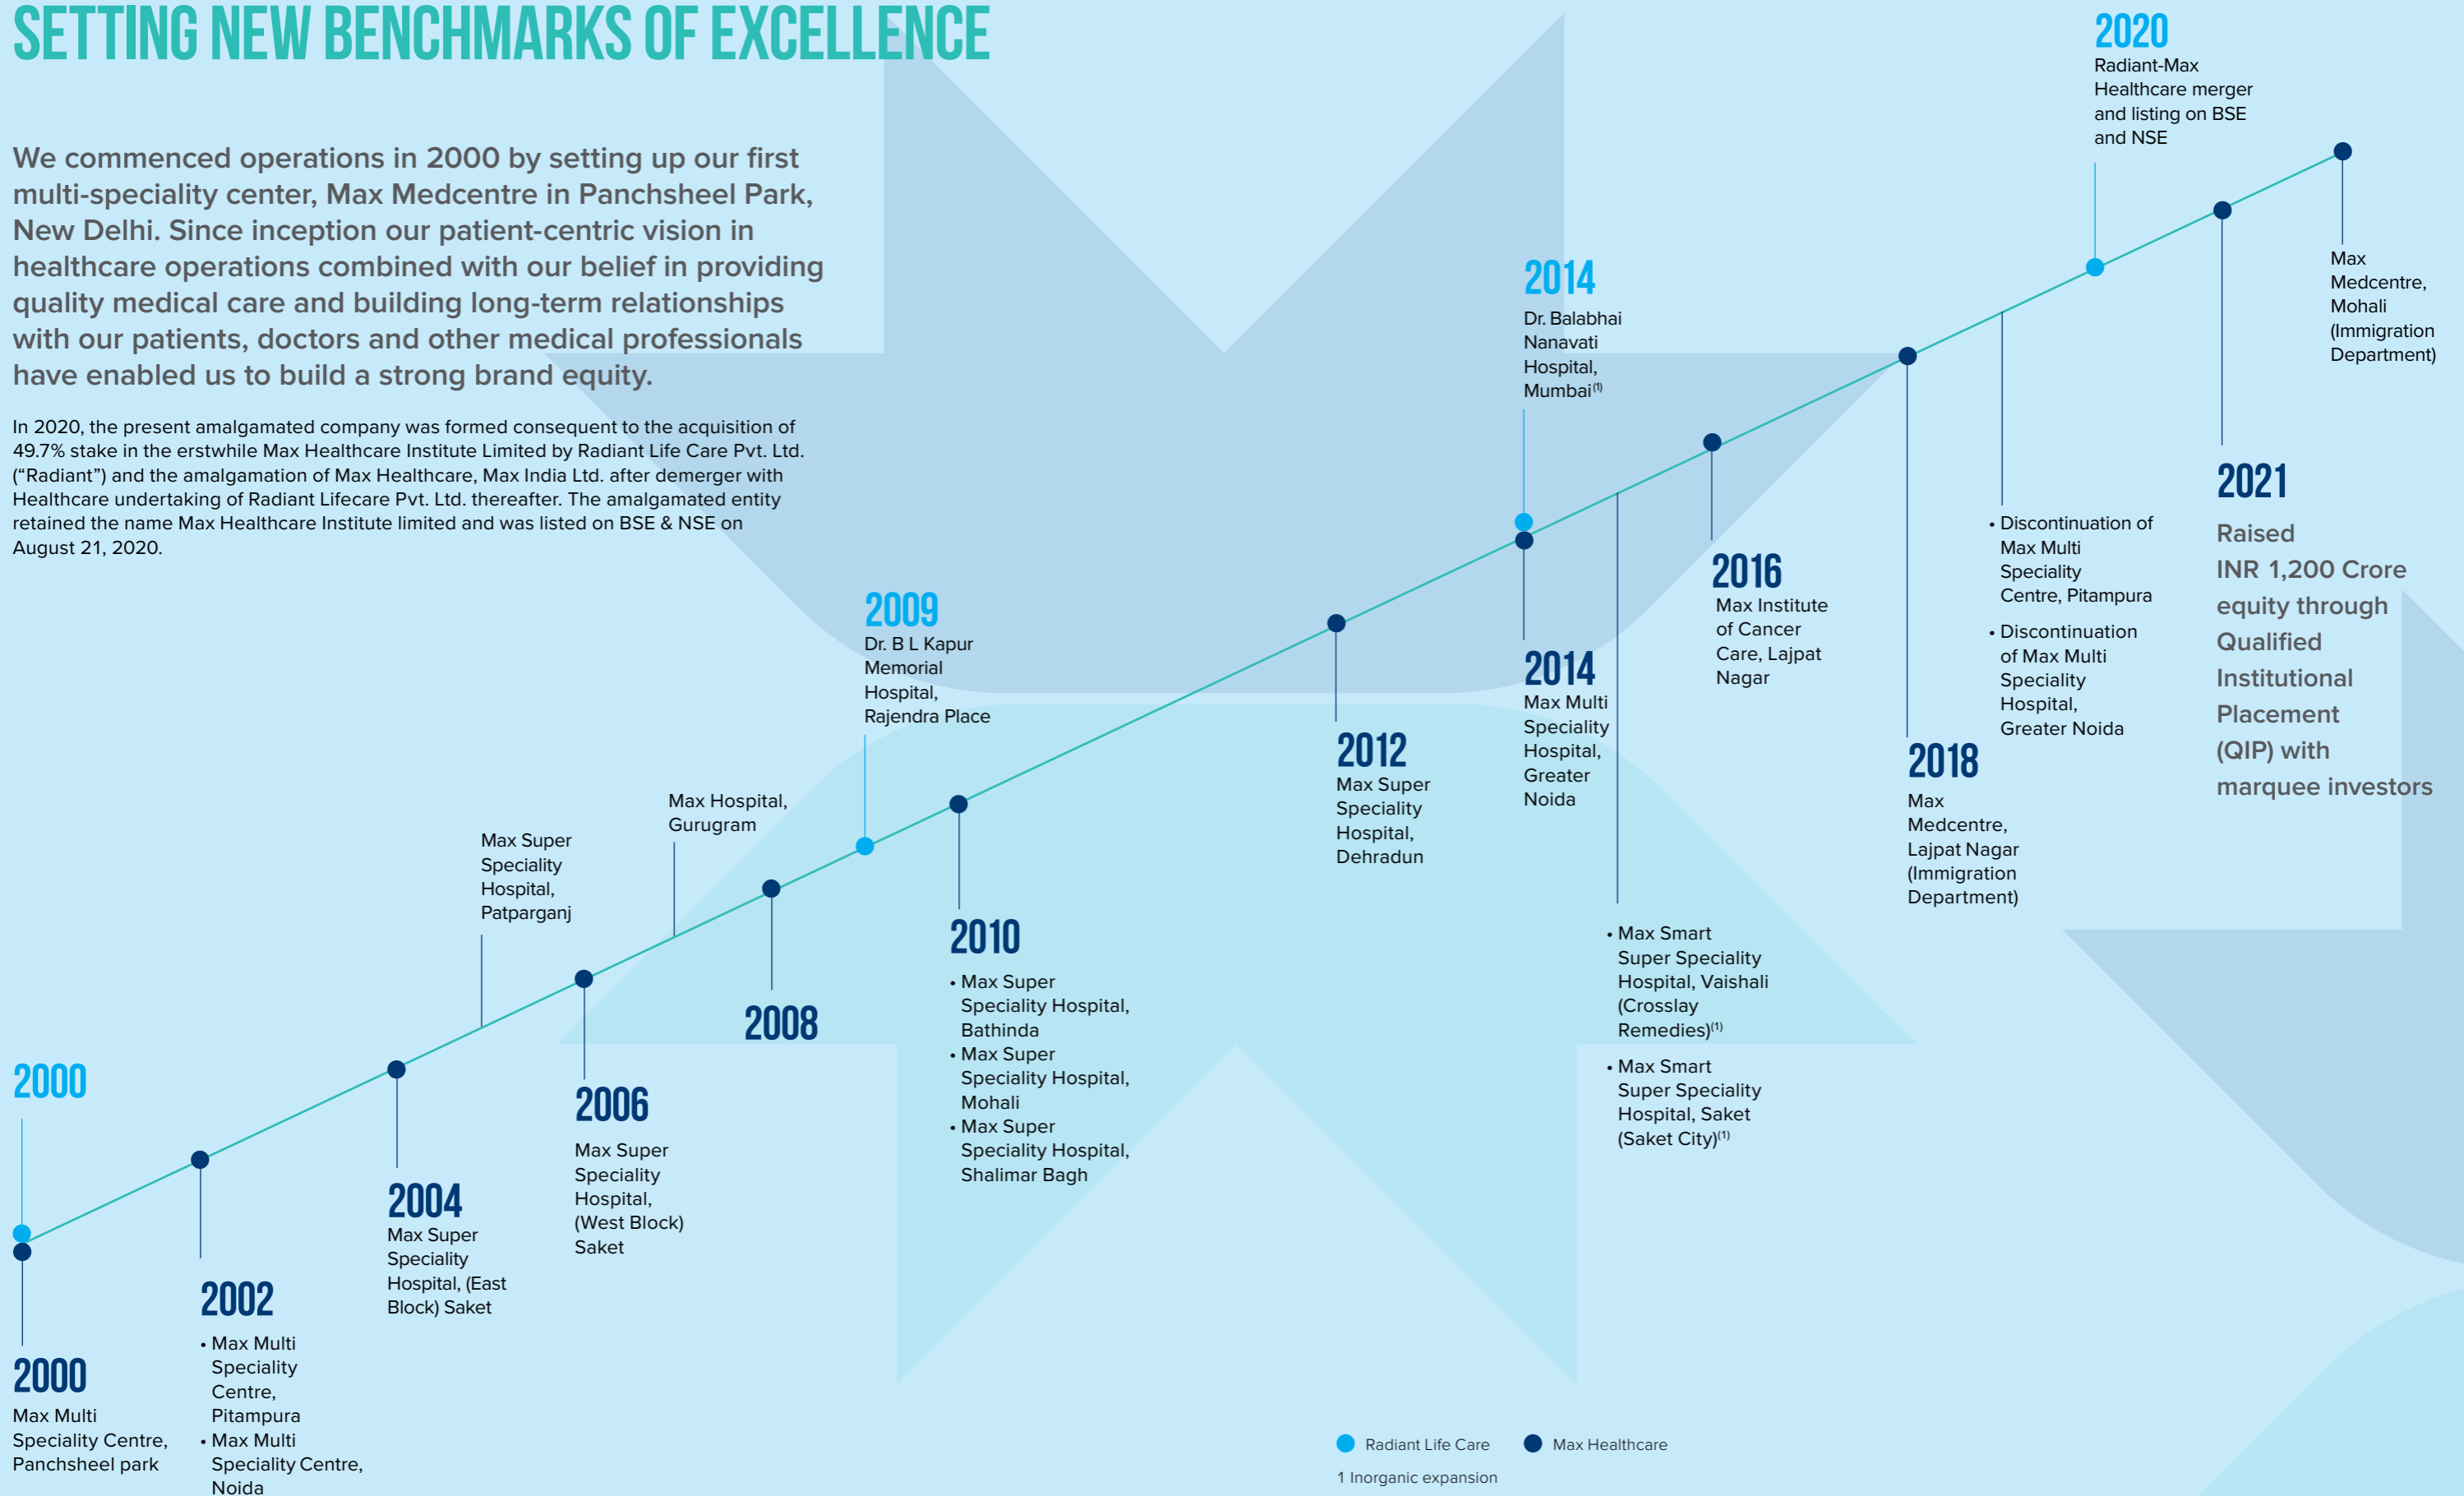 SETTING NEW BENCHMARKS OF EXCELLENCE
We commenced operations in 2000 by setting up our first
multi-speciality center, Max Medcentre in Panchsheel Park,
New Delhi. Since inception our patient-centric vision in
healthcare operations combined with our belief in providing
quality medical care and building long-term relationships
with our patients, doctors and other medical professionals
have enabled us to build a strong brand equity.
In 2020, the present amalgamated company was formed consequent to the acquisition of
49.7% stake in the erstwhile Max Healthcare Institute Limited by Radiant Life Care Pvt. Ltd.
(“Radiant”) and the amalgamation of Max Healthcare, Max India Ltd. after demerger with
Healthcare undertaking of Radiant Lifecare Pvt. Ltd. thereafter. The amalgamated entity
retained the name Max Healthcare Institute limited and was listed on BSE & NSE on
August 21, 2020.
2000
2000
Max Multi
Speciality Centre,
Panchsheel park
2002
• Max Multi
Speciality
Centre,
Pitampura
• Max Multi
Speciality Centre,
Noida
2004
Max Super
Speciality
Hospital, (East
Block) Saket
Max Super
Speciality
Hospital,
Patparganj
2006
Max Super
Speciality
Hospital,
(West Block)
Saket
Max Hospital,
Gurugram
2008
2009
Dr. B L Kapur
Memorial
Hospital,
Rajendra Place
2010
• Max Super
Speciality Hospital,
Bathinda
• Max Super
Speciality Hospital,
Mohali
• Max Super
Speciality Hospital,
Shalimar Bagh
2012
Max Super
Speciality
Hospital,
Dehradun
2014
Dr. Balabhai
Nanavati
Hospital,
Mumbai(1)
2014
Max Multi
Speciality
Hospital,
Greater
Noida
• Max Smart
Super Speciality
Hospital, Vaishali
(Crosslay
Remedies)(1)
• Max Smart
Super Speciality
Hospital, Saket
(Saket City)(1)
2016
Max Institute
of Cancer
Care, Lajpat
Nagar
2018
Max
Medcentre,
Lajpat Nagar
(Immigration
Department)
• Discontinuation of
Max Multi
Speciality
Centre, Pitampura
• Discontinuation
of Max Multi
Speciality
Hospital,
Greater Noida
2020
Radiant-Max
Healthcare merger
and listing on BSE
and NSE
2021
Raised
INR 1,200 Crore
equity through
Qualified
Institutional
Placement
(QIP) with
marquee investors
Max
Medcentre,
Mohali
(Immigration
Department)
Radiant Life Care
Max Healthcare
1 Inorganic expansion